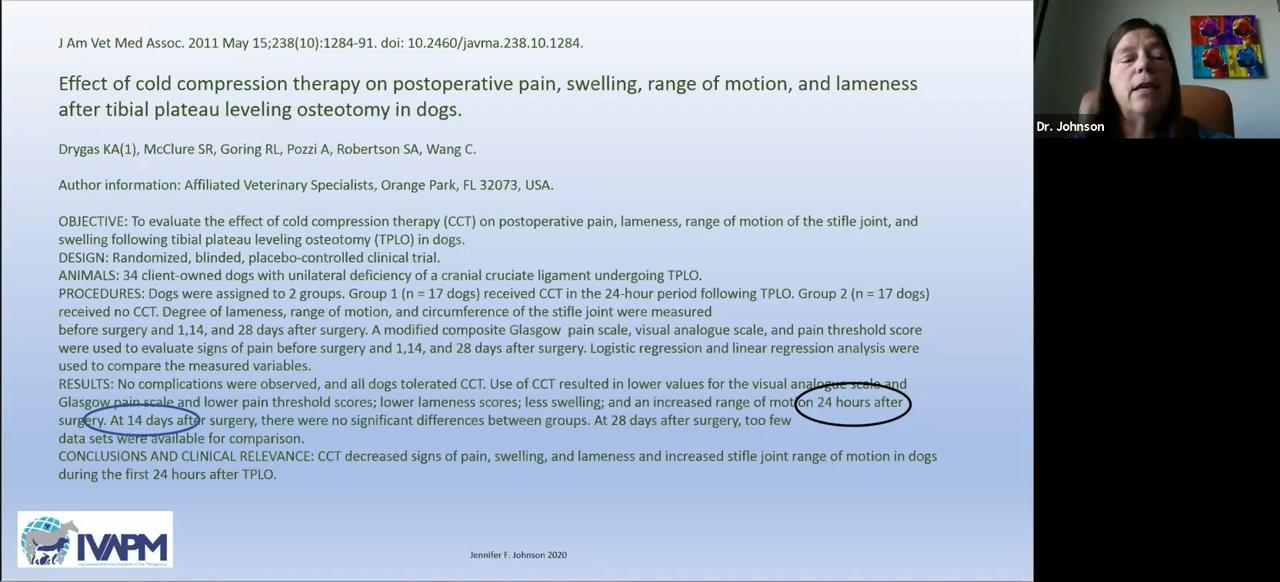 J Am Vet Med Assoc. 2011 May 15;238(10):1284-91. doi: 10.2460/javma.238.10.1284.
Effect of cold compression therapy on postoperative pain, swelling, range of motion, and lameness
after tibial plateau leveling osteotomy in dogs.
Drygas KA(1), McClure SR, Goring RL, Pozzi A, Robertson SA, Wang C.
Author information: Affiliated Veterinary Specialists, Orange Park, FL 32073, USA.
OBJECTIVE: To evaluate the effect of cold compression therapy (CCT) on postoperative pain, lameness, range of motion of the stifle joint, and
swelling following tibial plateau leveling osteotomy (TPLO) in dogs.
DESIGN: Randomized, blinded, placebo-controlled clinical trial.
ANIMALS: 34 client-owned dogs with unilateral deficiency of a cranial cruciate ligament undergoing TPLO.
PROCEDURES: Dogs were assigned to 2 groups. Group 1 (n = 17 dogs) received CCT in the 24-hour period following TPLO. Group 2 (n = 17 dogs)
received no CCT. Degree of lameness, range of motion, and circumference of the stifle joint were measured
before surgery and 1,14, and 28 days after surgery. A modified composite Glasgow pain scale, visual analogue scale, and pain threshold score
were used to evaluate signs of pain before surgery and 1,14, and 28 days after surgery. Logistic regression and linear regression analysis were
used to compare the measured variables.
RESULTS: No complications were observed, and all dogs tolerated CCT. Use of CCT resulted in lower values for the visual analogue scale and
Glasgow pain scale and lower pain threshold scores; lower lameness scores; less swelling; and an increased range of motion 24 hours after
surgery. At 14 days after surgery, there were no significant differences between groups. At 28 days after surgery, too few
data sets were available for comparison.
CONCLUSIONS AND CLINICAL RELEVANCE: CCT decreased signs of pain, swelling, and lameness and increased stifle joint range of motion in dogs
during the first 24 hours after TPLO.
IVAPM
Jennifer F. Johnson 2020
Dr. Johnson